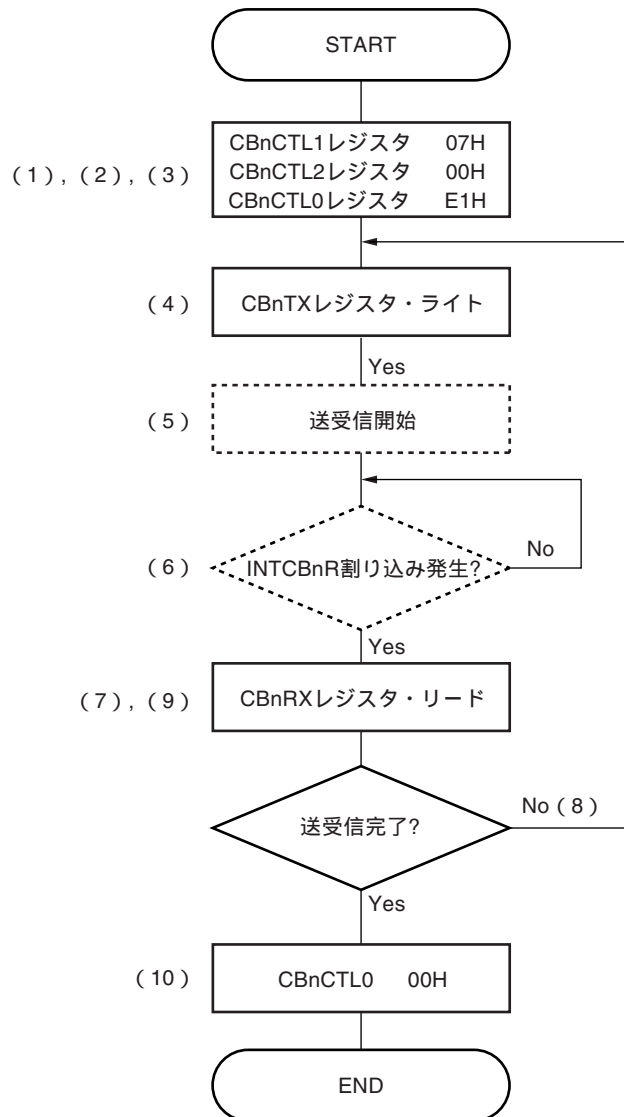 START
CBnCTL1レジスタ 07H
(1), (2), (3) CBnCTL2レジスタ 00H
CBnCTL0レジスタ E1H
(4) CBnTXレジスタ・ライト
Yes
(5) 送受信開始
(6) INTCBnR割り込み発生? No
Yes
(7), (9) CBnRXレジスタ・リード
送受信完了? No (8)
Yes
(10) CBnCTL0 00H
END